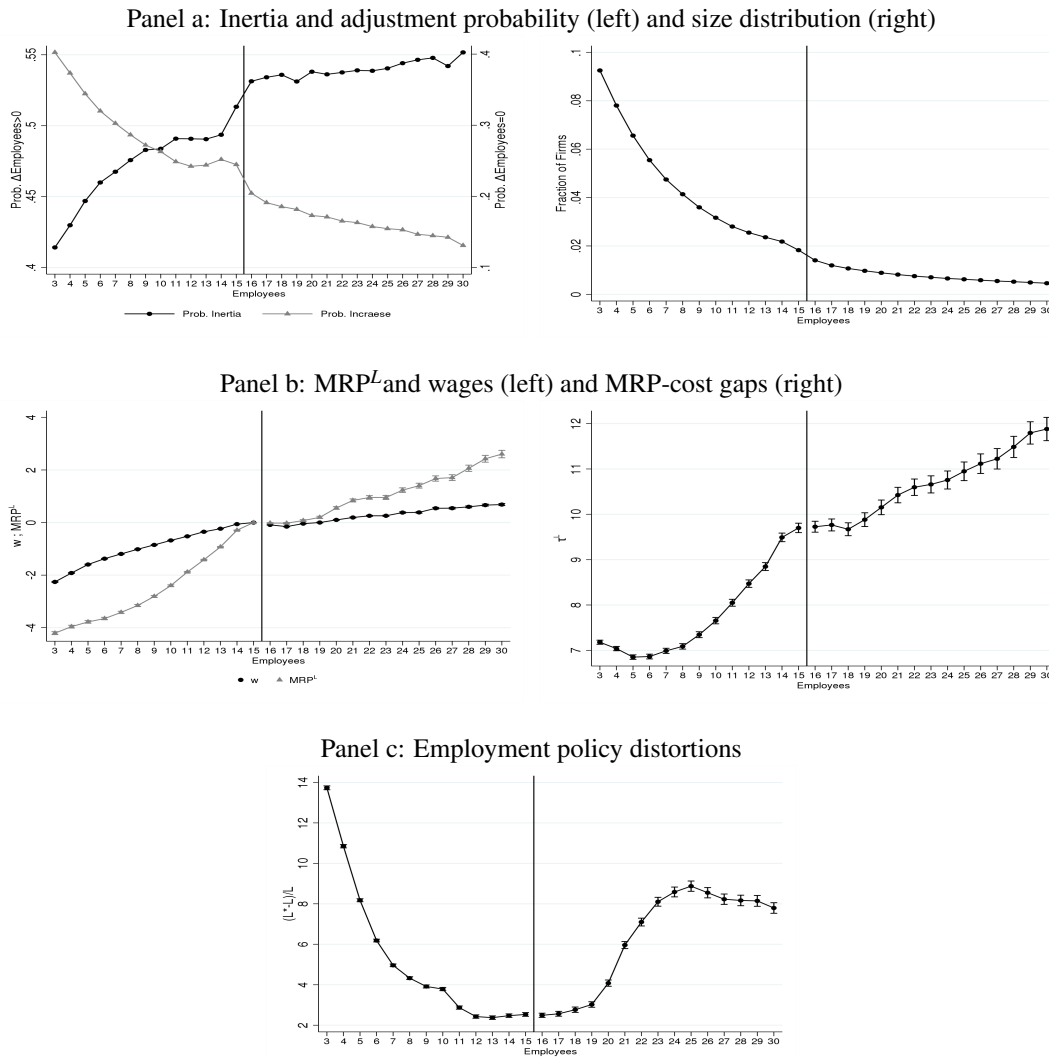 Panel a: Inertia and adjustment probability (left) and size distribution (right)
Prob. ΔEmployees>0
.4 .45 .5 .55
Prob. ΔEmployees=0
.1 .2 .3 .4
3 4 5 6 7 8 9 10 11 12 13 14 15 16 17 18 19 20 21 22 23 24 25 26 27 28 29 30
Employees
Prob. Inertia Prob. Incraese
Fraction of Firms
0 .02 .04 .06 .08 .1
3 4 5 6 7 8 9 10 11 12 13 14 15 16 17 18 19 20 21 22 23 24 25 26 27 28 29 30
Employees
Panel b: MRP^L and wages (left) and MRP-cost gaps (right)
w ; MRP^L
-4 -2 0 2 4
3 4 5 6 7 8 9 10 11 12 13 14 15 16 17 18 19 20 21 22 23 24 25 26 27 28 29 30
Employees
w MRP^L
τ^L
7 8 9 10 11 12
3 4 5 6 7 8 9 10 11 12 13 14 15 16 17 18 19 20 21 22 23 24 25 26 27 28 29 30
Employees
Panel c: Employment policy distortions
(L*-L)/L
2 4 6 8 10 12 14
3 4 5 6 7 8 9 10 11 12 13 14 15 16 17 18 19 20 21 22 23 24 25 26 27 28 29 30
Employees